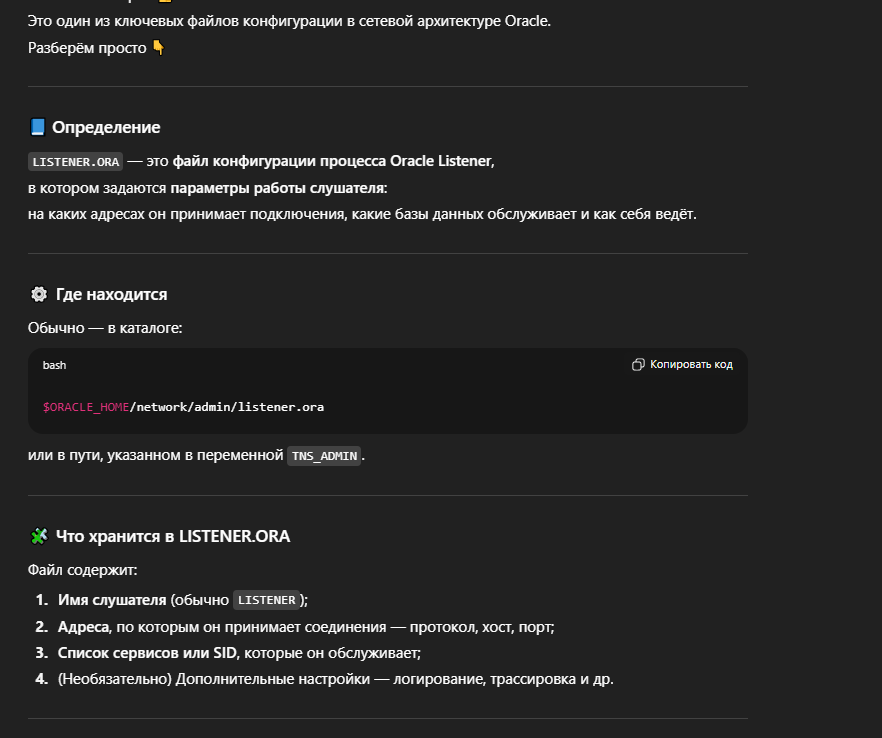 Это один из ключевых файлов конфигурации в сетевой архитектуре Oracle.
Разберём просто 👇
📘 Определение
LISTENER.ORA — это файл конфигурации процесса Oracle Listener,
в котором задаются параметры работы слушателя:
на каких адресах он принимает подключения, какие базы данных обслуживает и как себя ведёт.
⚙️ Где находится
Обычно — в каталоге:
bash
Копировать код
$ORACLE_HOME/network/admin/listener.ora
или в пути, указанном в переменной TNS_ADMIN.
🧩 Что хранится в LISTENER.ORA
Файл содержит:
1. Имя слушателя (обычно LISTENER);
2. Адреса, по которым он принимает соединения — протокол, хост, порт;
3. Список сервисов или SID, которые он обслуживает;
4. (Необязательно) Дополнительные настройки — логирование, трассировка и др.